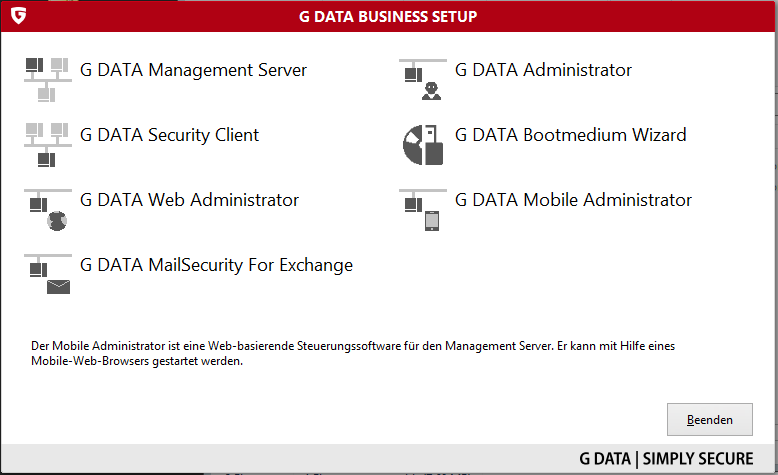 G DATA BUSINESS SETUP
G DATA Management Server
G DATA Administrator
G DATA Security Client
G DATA Bootmedium Wizard
G DATA Web Administrator
G DATA Mobile Administrator
G DATA MailSecurity For Exchange
Der Mobile Administrator ist eine Web-basierende Steuerungssoftware für den Management Server. Er kann mit Hilfe eines
Mobile-Web-Browsers gestartet werden.
Beenden
G DATA | SIMPLY SECURE